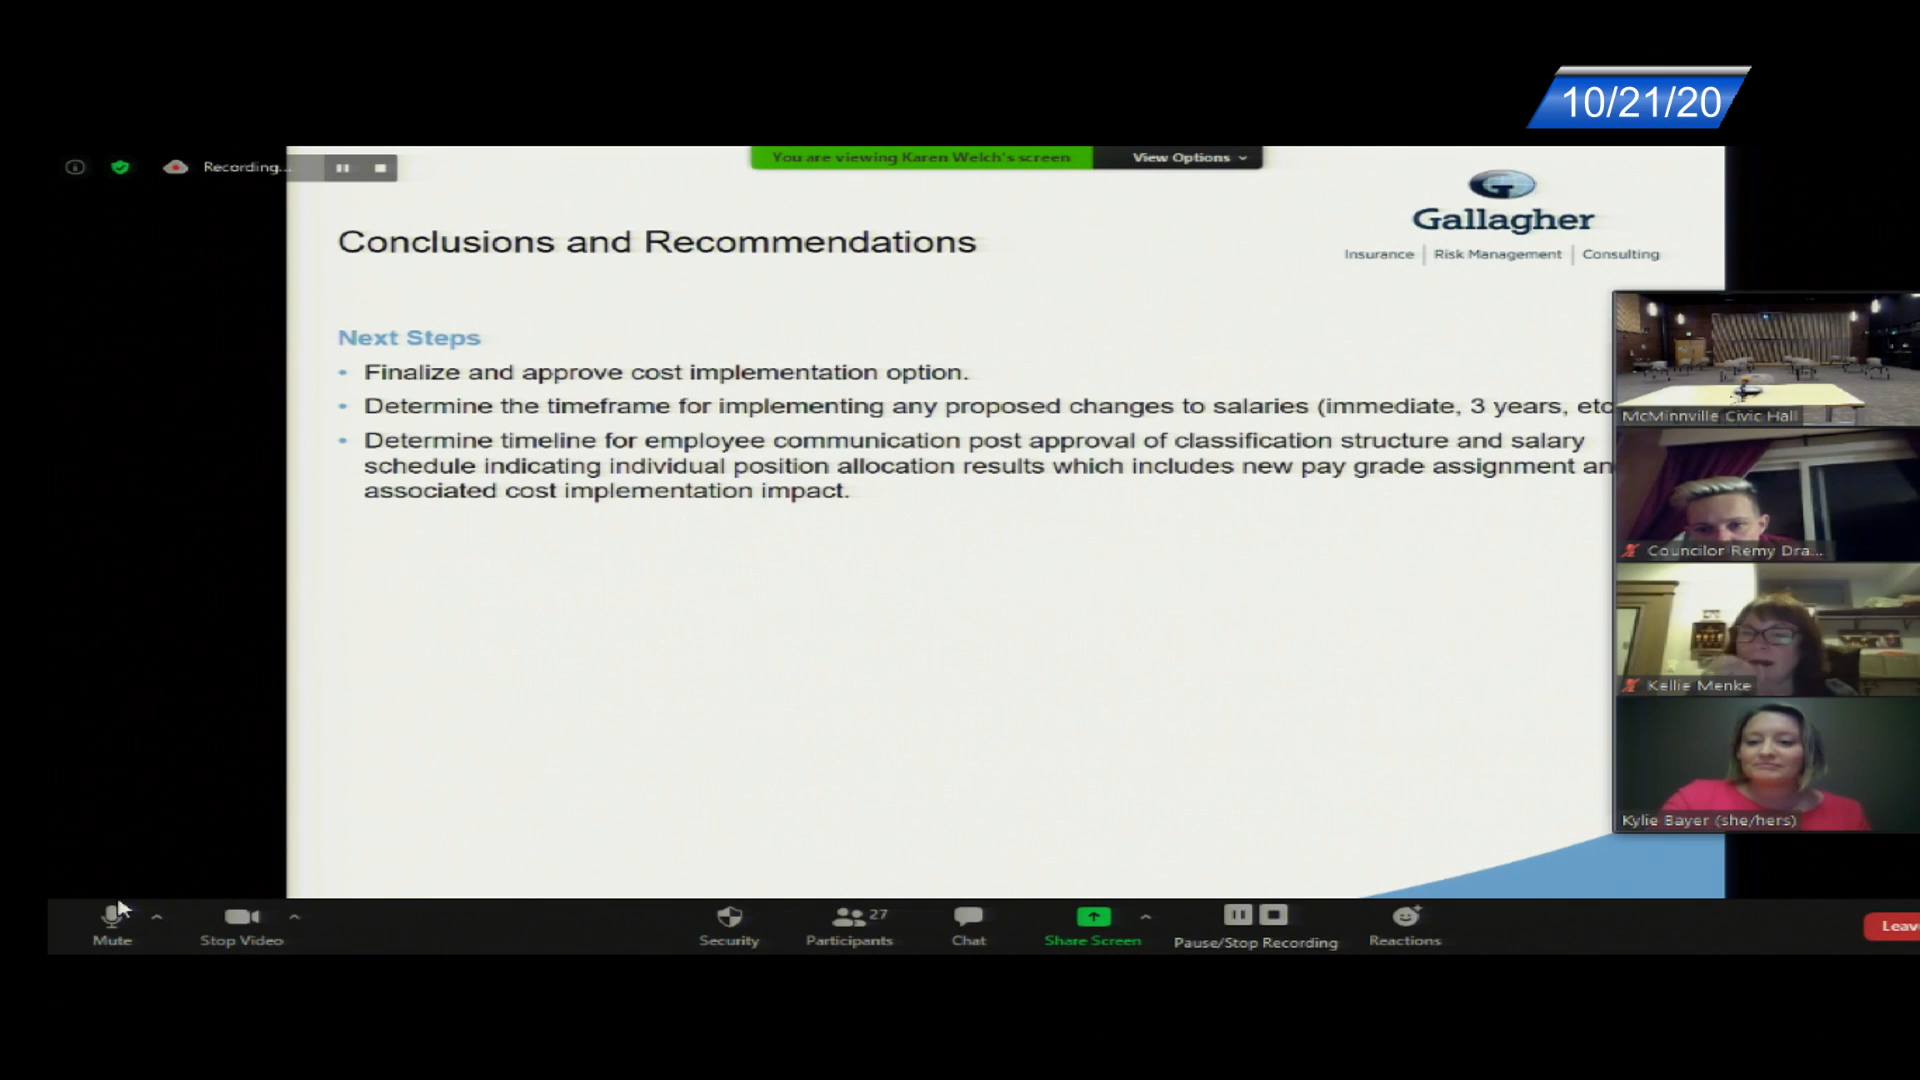 10/21/20
Recording...
You are viewing Karen Welch's screen
View Options
Gallagher
Insurance | Risk Management | Consulting
Conclusions and Recommendations
Next Steps
• Finalize and approve cost implementation option.
• Determine the timeframe for implementing any proposed changes to salaries (immediate, 3 years, etc
• Determine timeline for employee communication post approval of classification structure and salary
schedule indicating individual position allocation results which includes new pay grade assignment an
associated cost implementation impact.
McMinnville Civic Hall
Councilor Remy Dra...
Kellie Menke
Kylie Bayer (she/hers)
Mute
Stop Video
Security
27
Participants
Chat
Share Screen
Pause/Stop Recording
Reactions
Leav